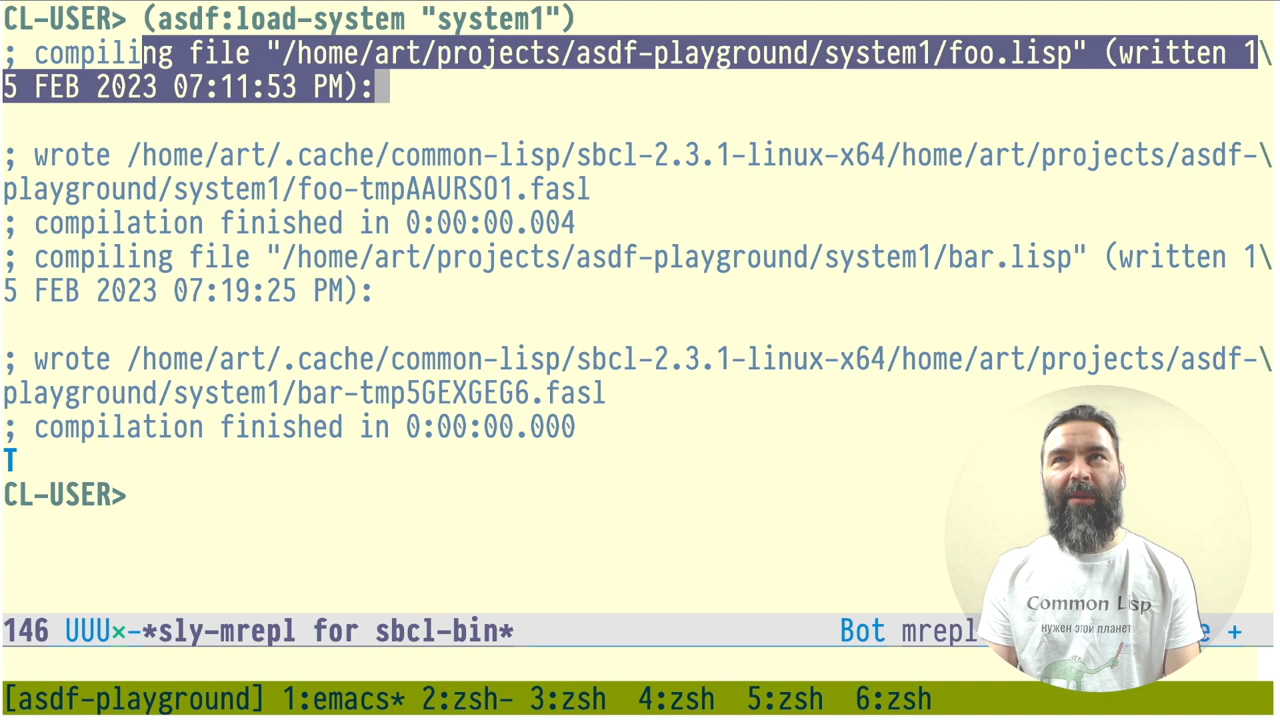 CL-USER> (asdf:load-system "system1")
; compiling file "/home/art/projects/asdf-playground/system1/foo.lisp" (written 1\
5 FEB 2023 07:11:53 PM):
; wrote /home/art/.cache/common-lisp/sbcl-2.3.1-linux-x64/home/art/projects/asdf-\
playground/system1/foo-tmpAAURSO1.fasl
; compilation finished in 0:00:00.004
; compiling file "/home/art/projects/asdf-playground/system1/bar.lisp" (written 1\
5 FEB 2023 07:19:25 PM):
; wrote /home/art/.cache/common-lisp/sbcl-2.3.1-linux-x64/home/art/projects/asdf-\
playground/system1/bar-tmp5GEXGEG6.fasl
; compilation finished in 0:00:00.000
T
CL-USER>
Common Lisp
нужен этой планет
146 UUU×-*sly-mrepl for sbcl-bin* Bot mrepl +
[asdf-playground] 1:emacs* 2:zsh- 3:zsh 4:zsh 5:zsh 6:zsh